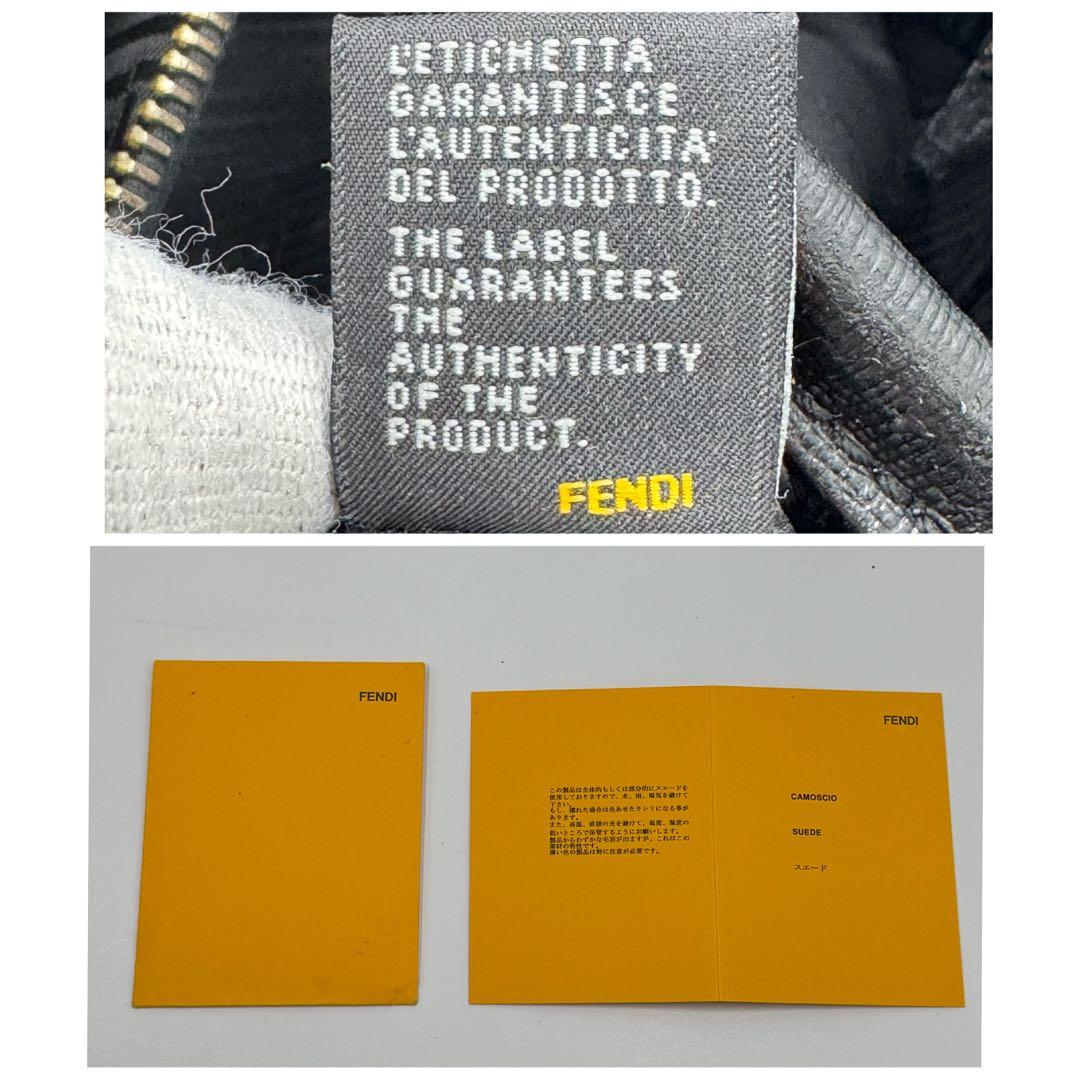 L'ETICHETTA
GARANTISCE
L'AUTENTICITA'
DEL PRODOTTO.
THE LABEL
GUARANTEES
THE
AUTHENTICITY
OF THE
PRODUCT.
FENDI
FENDI
この製品は全体的もしくは部分的にスエードを
使用しておりますので、水、雨、湿気を避けて
下さい。
もし、濡れた場合は色あせたりシミになる事が
あります。
また、高温、直接の光を避けて、温度、湿度の
低いところで保管するようにお願いします。
製品からわずかな毛羽が出ますが、これはこの
素材の特性です。
薄い色の製品は特に注意が必要です。
FENDI
CAMOSCIO
SUEDE
スエード